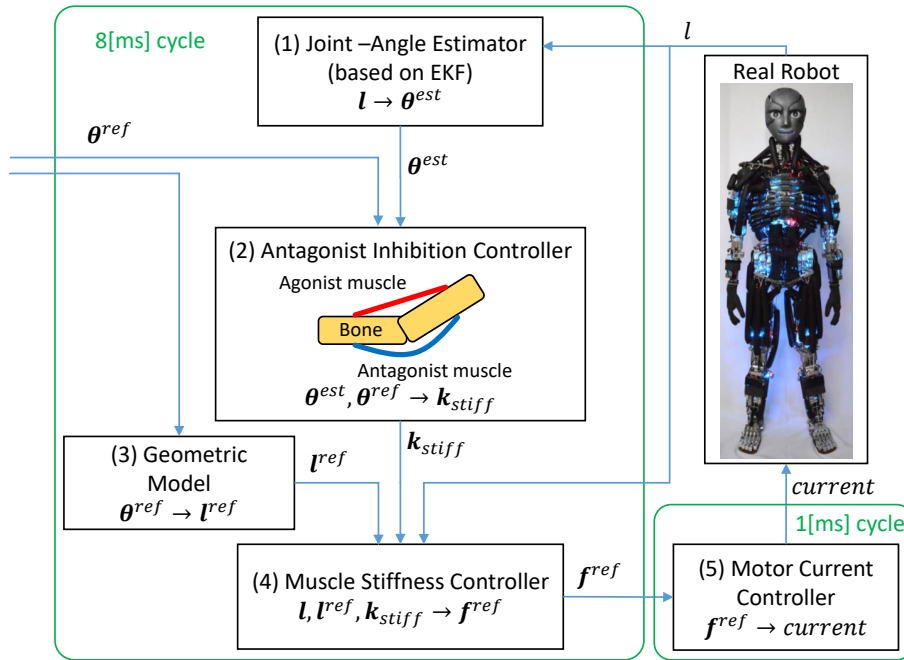 8[ms] cycle
(1) Joint –Angle Estimator
(based on EKF)
l → θ^est
l
Real Robot
θ^ref
θ^est
(2) Antagonist Inhibition Controller
Agonist muscle
Bone
Antagonist muscle
θ^est, θ^ref → k_stiff
(3) Geometric
Model
θ^ref → l^ref
l^ref
k_stiff
current
1[ms] cycle
(4) Muscle Stiffness Controller
l, l^ref, k_stiff → f^ref
f^ref
(5) Motor Current
Controller
f^ref → current